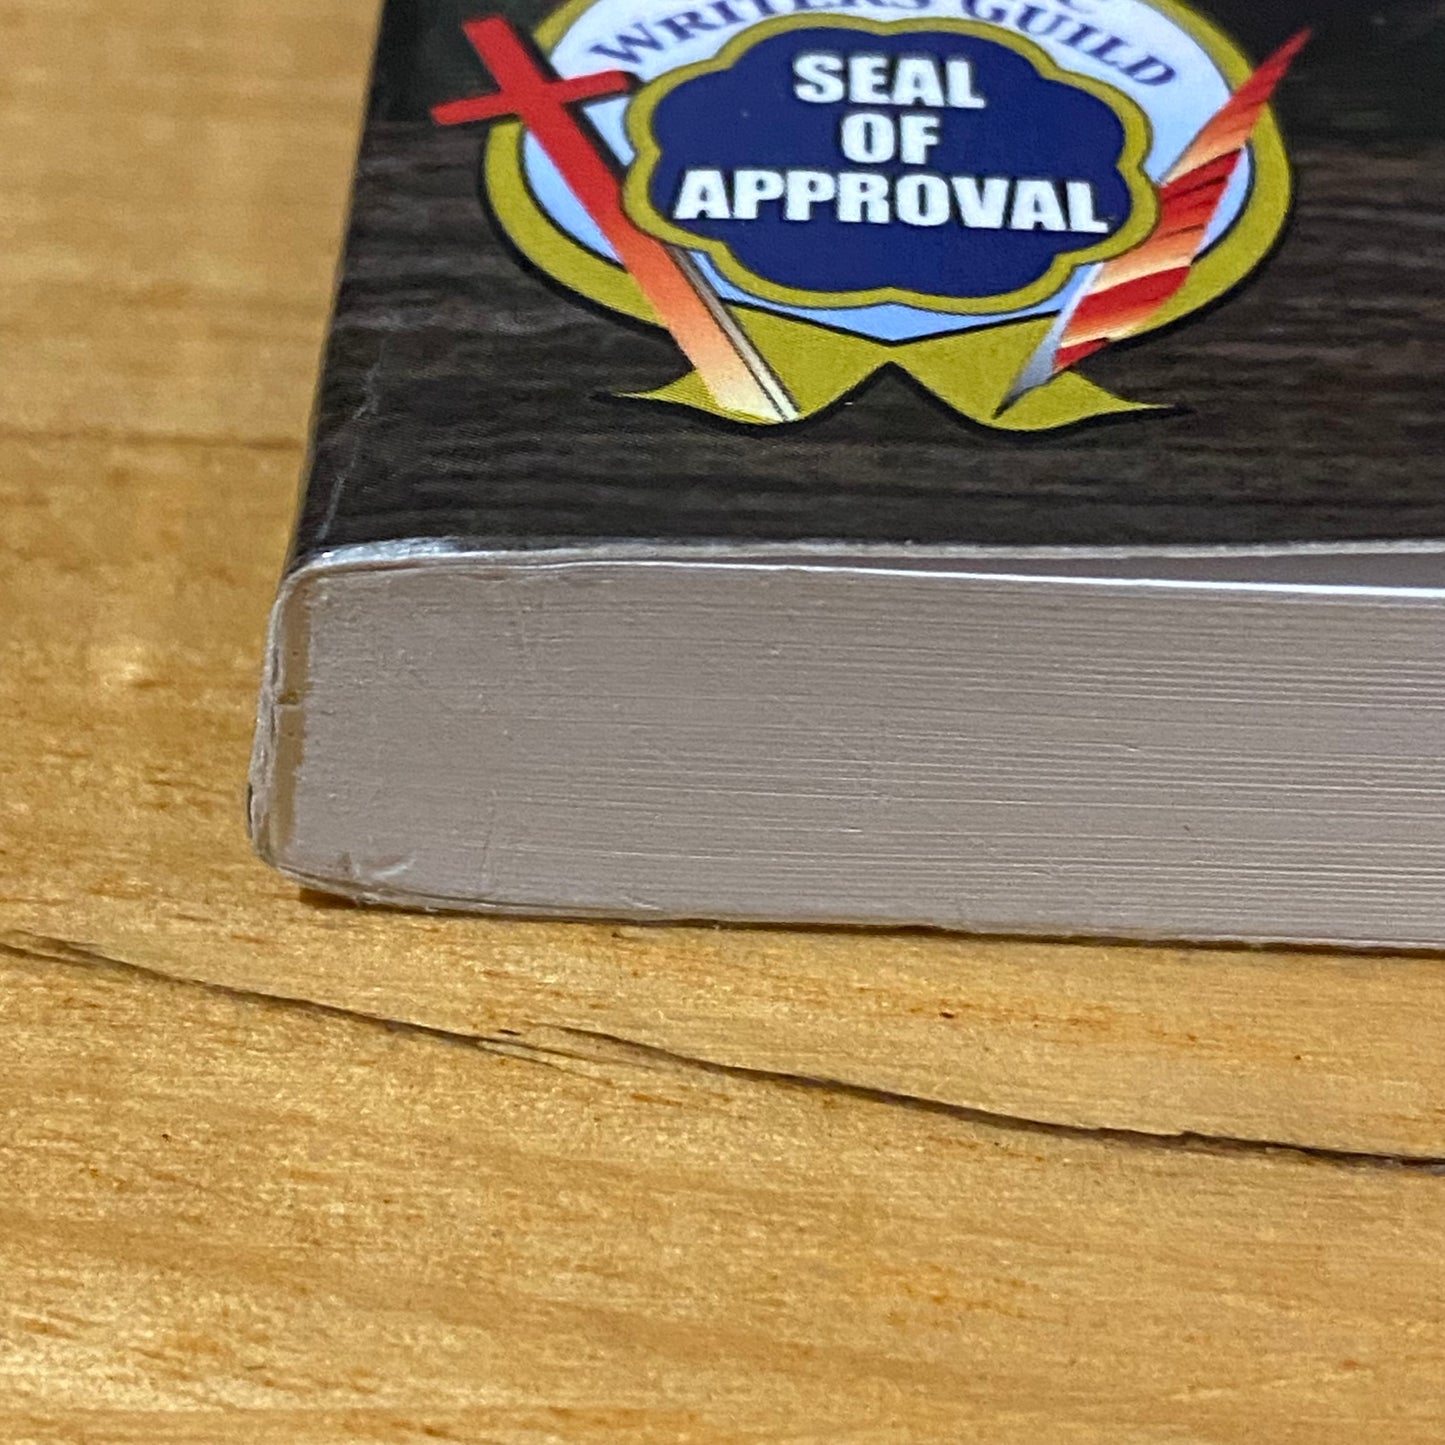 WRITERS GUILD
SEAL
OF
APPROVAL